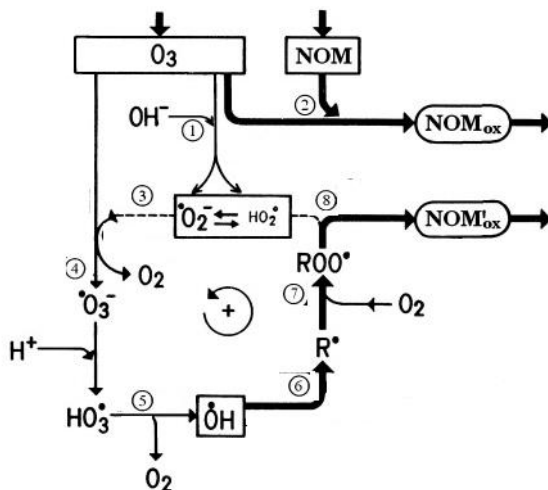 O₃
NOM
OH⁻
①
②
NOMₒₓ
③
•O₂⁻
HO₂•
⑧
NOM'ₒₓ
④
O₂
ROO•
•O₃⁻
+
⑦
O₂
H⁺
R•
⑥
HO₃•
⑤
•OH
O₂